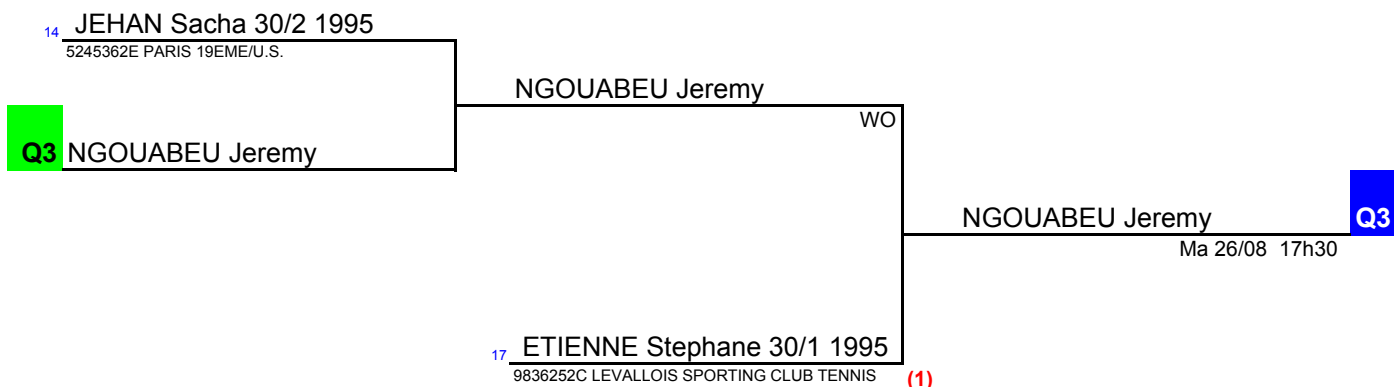 14 JEHAN Sacha 30/2 1995
5245362E PARIS 19EME/U.S.
NGOUABEU Jeremy
WO
Q3 NGOUABEU Jeremy
NGOUABEU Jeremy Q3
Ma 26/08 17h30
17 ETIENNE Stephane 30/1 1995
9836252C LEVALLOIS SPORTING CLUB TENNIS (1)